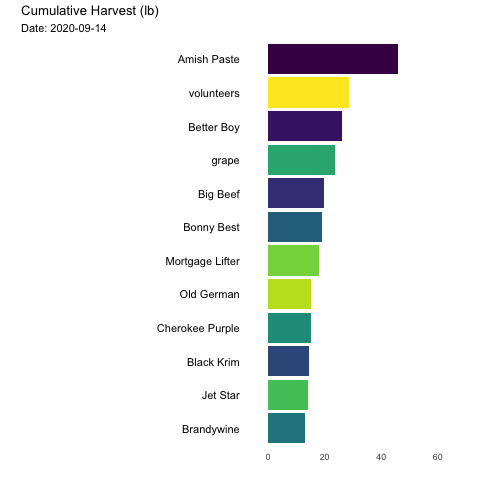 Cumulative Harvest (lb)
Date: 2020-09-14
Amish Paste
volunteers
Better Boy
grape
Big Beef
Bonny Best
Mortgage Lifter
Old German
Cherokee Purple
Black Krim
Jet Star
Brandywine
0 20 40 60